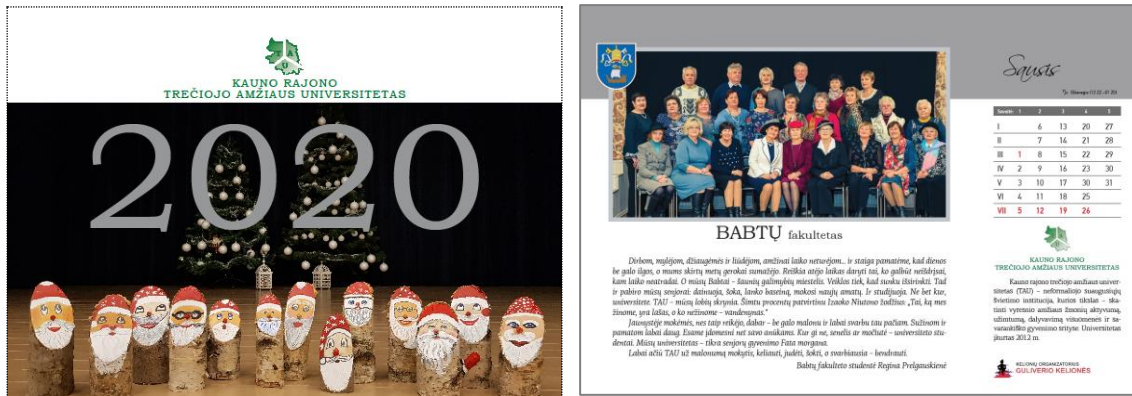 T A
U
KAUNO RAJONO
TREČIOJO AMŽIAUS UNIVERSITETAS
2020
Sausis
Savaitė 1 2 3 4 5
I 6 13 20 27
II 7 14 21 28
III 1 8 15 22 29
IV 2 9 16 23 30
V 3 10 17 30 31
VI 4 11 18 25
VII 5 12 19 26
BABTŲ fakultetas
Dirbom, mylėjom, džiaugėmės ir liūdėjom, amžinai laiko neturėjom... ir staiga pamatėme, kad dienos
be galo ilgos, o mums skirtų metų gerokai sumažėjo. Reiškia atėjo laikas daryti tai, ko galbūt neišdrįsai,
kam laiko neatradai. O mūsų Babtai – šaunių galimybių miestelis. Veiklos tiek, kad sunku išsirinkti. Tad
ir pabiro mūsų senjorai: dainuoja, šoka, lanko baseiną, mokosi naujų amatų. Ir studijuoja. Ne bet kur,
universitete. TAU – mūsų lobių skrynia. Šimtu procentų patvirtinu Izaoko Niutono žodžius: „Tai, ką mes
žinome, yra lašas, o ko nežinome – vandenynas."
Jaunystėje mokėmės, nes taip reikėjo, dabar – be galo malonu ir labai svarbu tau pačiam. Sužinom ir
pamatom labai daug. Esame įdomesni net savo anūkams. Kur gi ne, senelis ar močiutė – universiteto stu-
dentai. Mūsų universitetas – tikra senjorų gyvenimo Fata morgana.
Labai ačiū TAU už malonumą mokytis, keliauti, judėti, šokti, o svarbiausia - bendrauti.
Babtų fakulteto studentė Regina Prelgauskienė
KAUNO RAJONO
TREČIOJO AMŽIAUS UNIVERSITETAS
Kauno rajono trečiojo amžiaus univer-
sitetas (TAU) – neformaliojo suaugusiųjų
švietimo institucija, kurios tikslas – ska-
tinti vyresnio amžiaus žmonių aktyvumą,
užimtumą, dalyvavimą visuomenės ir sa-
varankiško gyvenimo srityse. Universitetas
įkurtas 2012 m.
KELIONIŲ ORGANIZATORIUS
GULIVERIO KELIONĖS